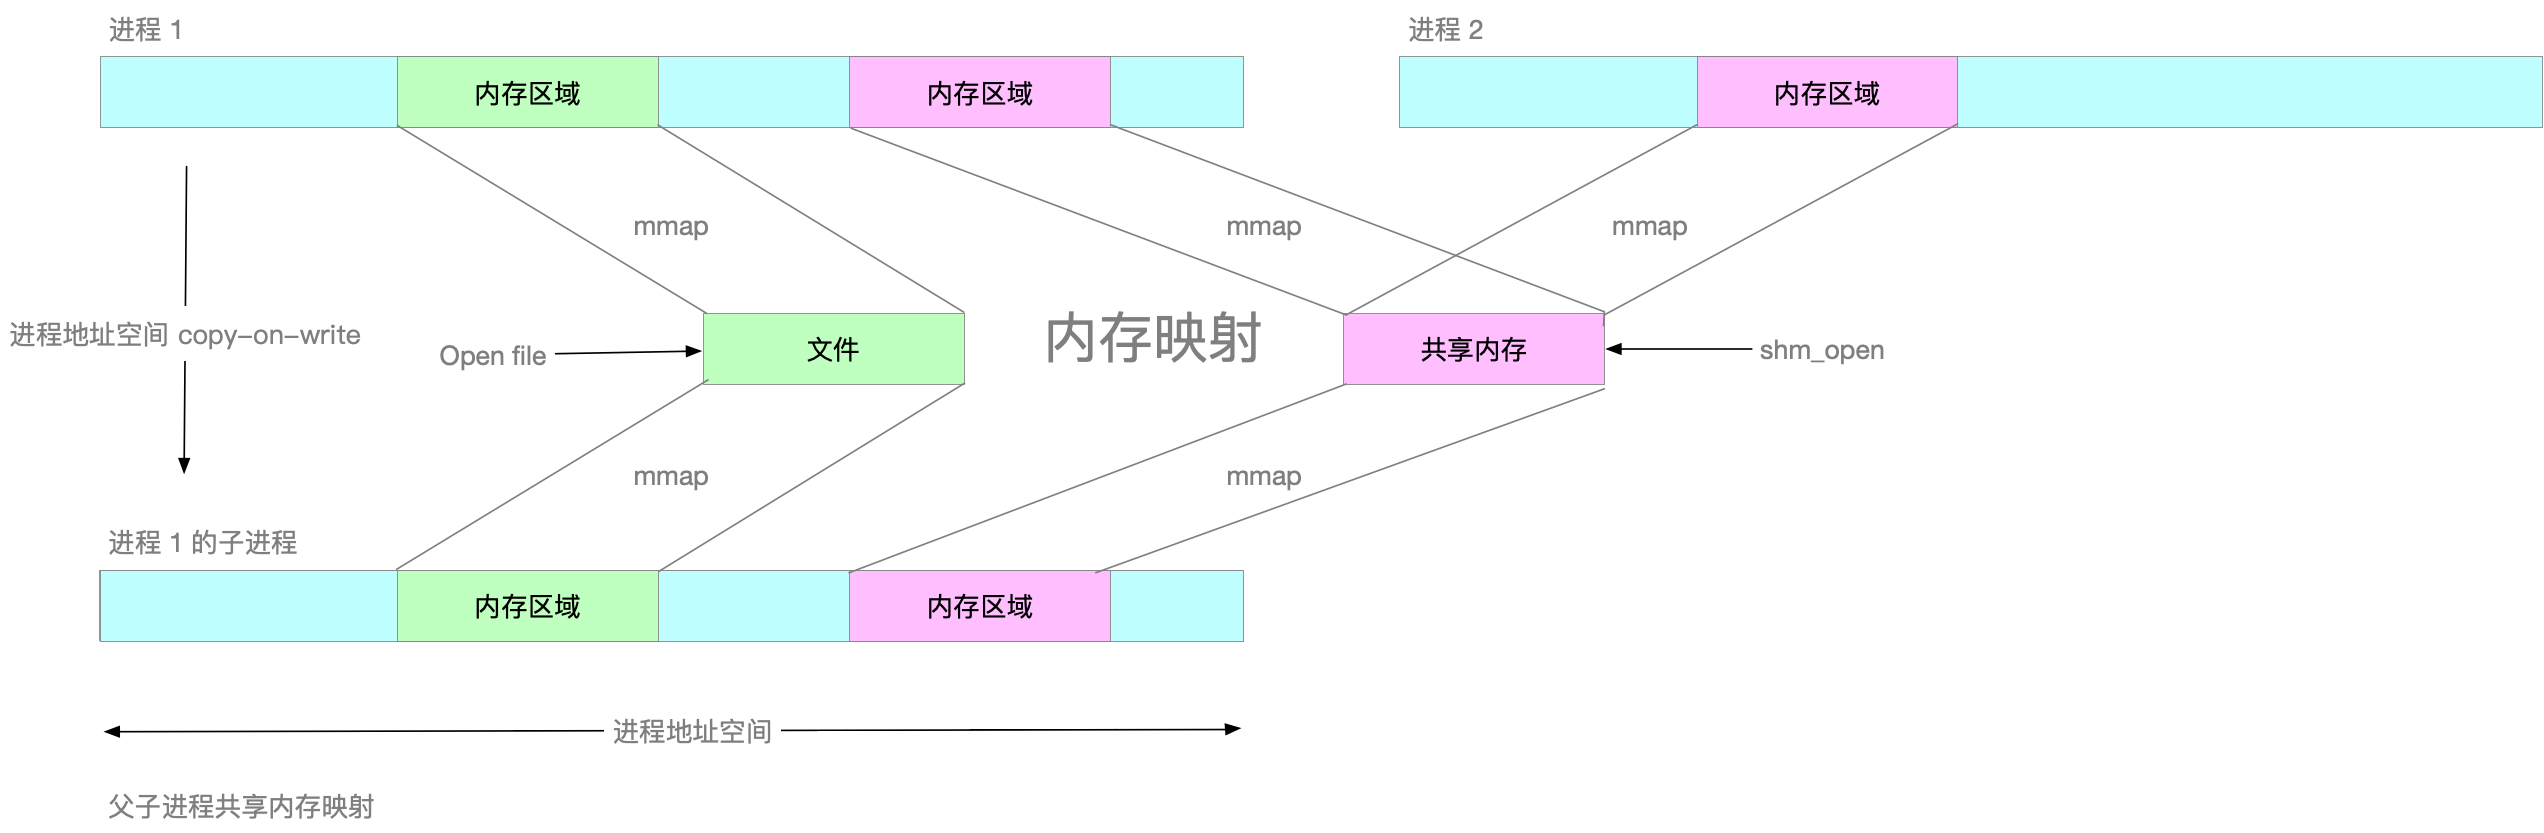 进程 1
进程 2
内存区域
内存区域
内存区域
mmap
mmap
mmap
进程地址空间 copy-on-write
Open file
文件
内存映射
共享内存
shm_open
mmap
mmap
进程 1 的子进程
内存区域
内存区域
进程地址空间
父子进程共享内存映射